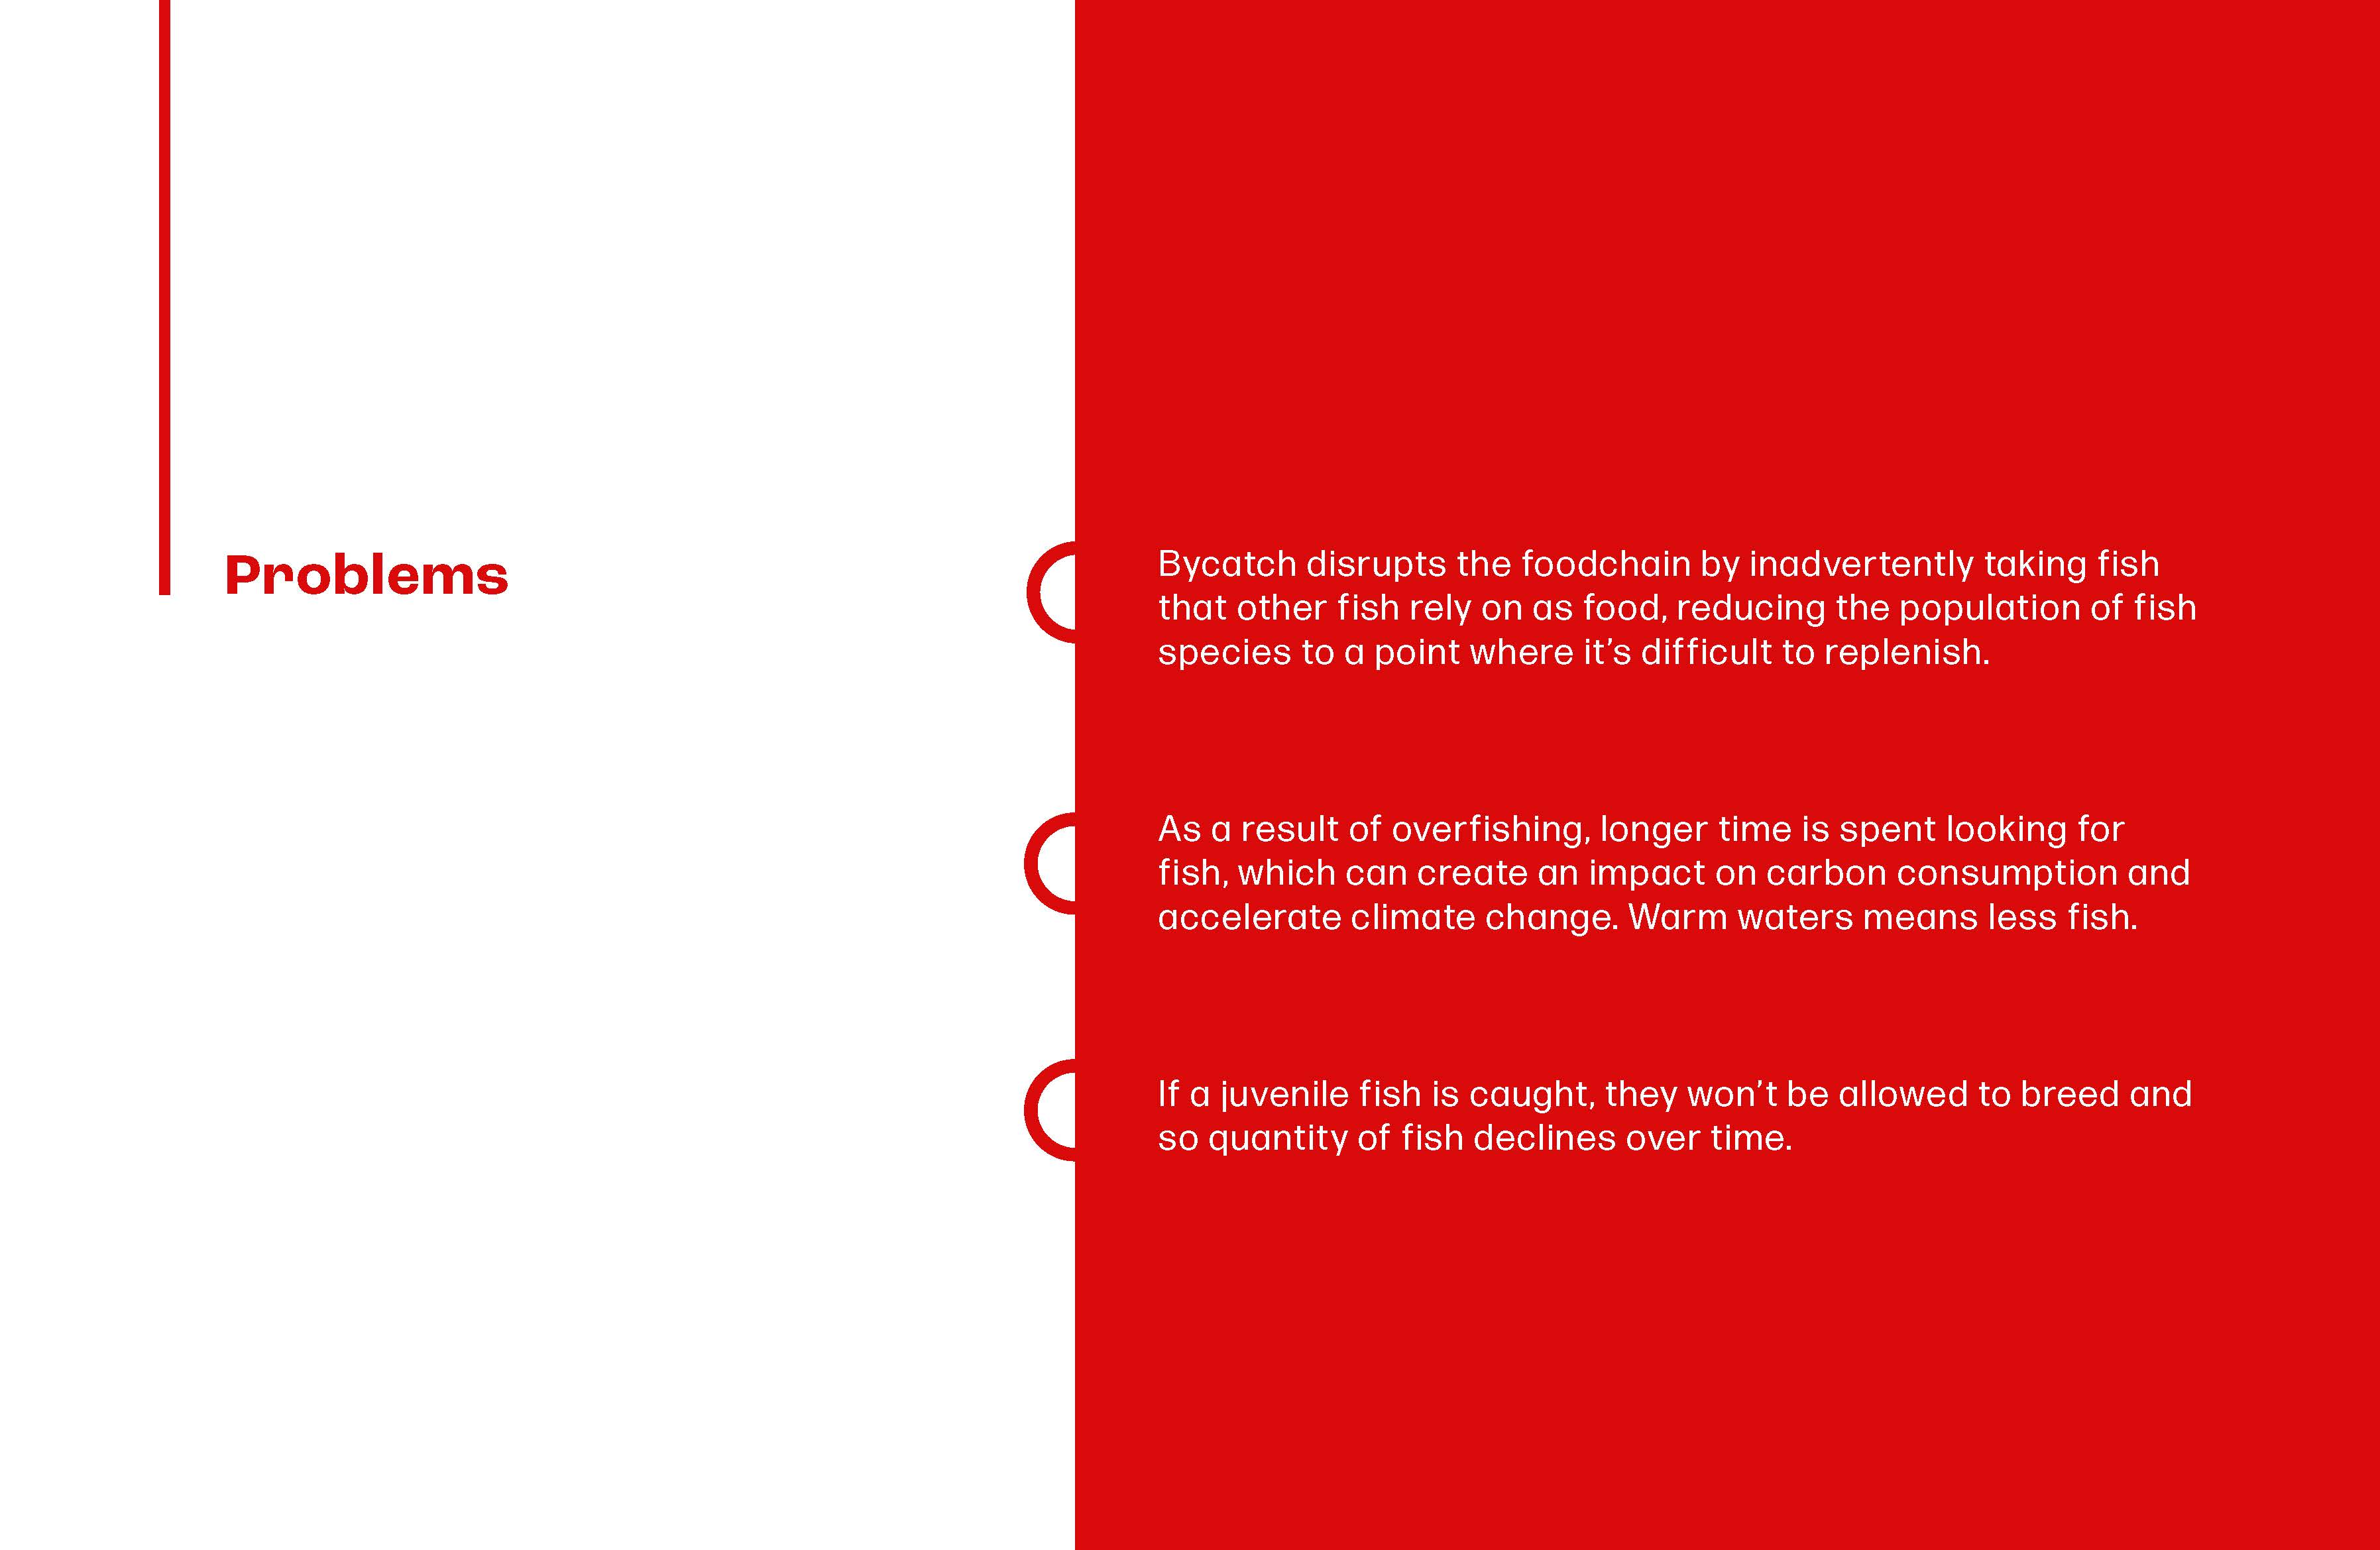 Problems
Bycatch disrupts the foodchain by inadvertently taking fish
that other fish rely on as food, reducing the population of fish
species to a point where it’s difficult to replenish.
As a result of overfishing, longer time is spent looking for
fish, which can create an impact on carbon consumption and
accelerate climate change. Warm waters means less fish.
If a juvenile fish is caught, they won’t be allowed to breed and
so quantity of fish declines over time.